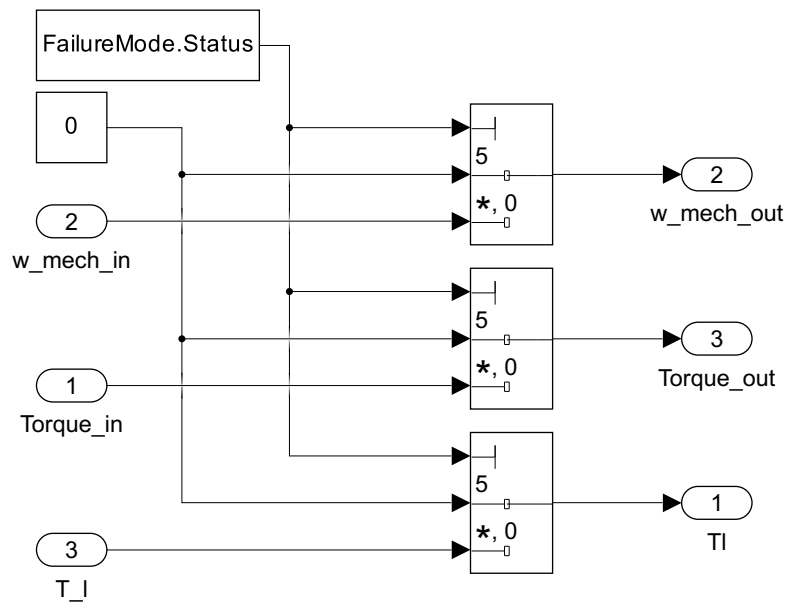 FailureMode.Status
0
5
*, 0
2
w_mech_in
2
w_mech_out
5
*, 0
1
Torque_in
3
Torque_out
5
*, 0
3
T_l
1
Tl